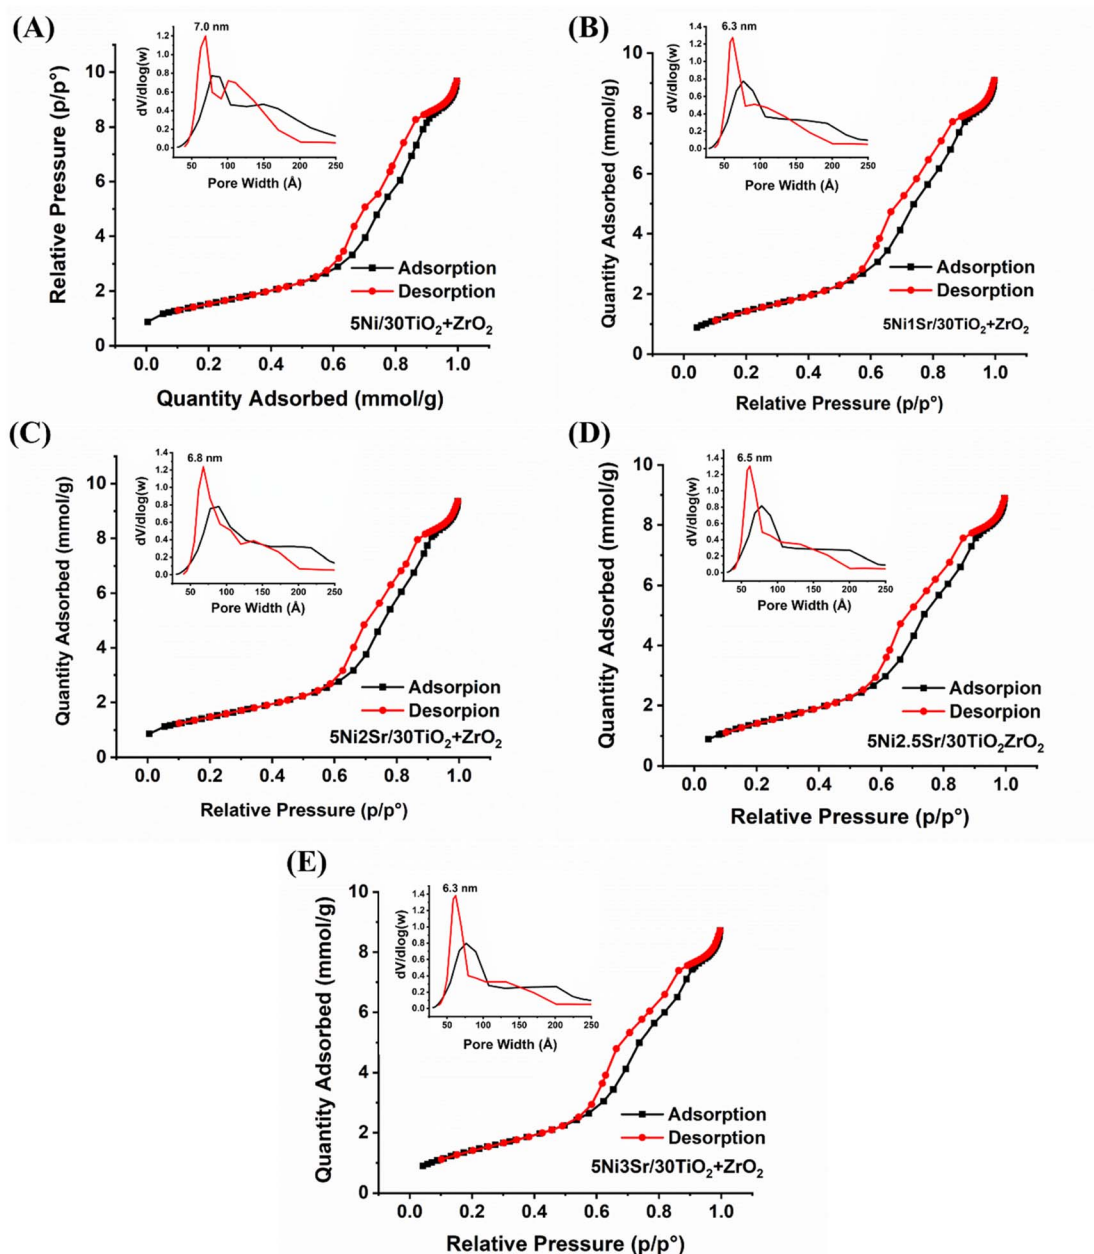 (A)
7.0 nm
dV/dlog(w)
1.2
1.0
0.8
0.6
0.4
0.2
0.0
50 100 150 200 250
Pore Width (Å)
Relative Pressure (p/p°)
10
8
6
4
2
0
Adsorption
Desorption
5Ni/30TiO₂+ZrO₂
0.0 0.2 0.4 0.6 0.8 1.0
Quantity Adsorbed (mmol/g)
(B)
6.3 nm
dV/dlog(w)
1.4
1.2
1.0
0.8
0.6
0.4
0.2
0.0
50 100 150 200 250
Pore Width (Å)
Quantity Adsorbed (mmol/g)
10
8
6
4
2
0
Adsorption
Desorption
5Ni1Sr/30TiO₂+ZrO₂
0.0 0.2 0.4 0.6 0.8 1.0
Relative Pressure (p/p°)
(C)
6.8 nm
dV/dlog(w)
1.4
1.2
1.0
0.8
0.6
0.4
0.2
0.0
50 100 150 200 250
Pore Width (Å)
Quantity Adsorbed (mmol/g)
10
8
6
4
2
0
Adsorpion
Desorpion
5Ni2Sr/30TiO₂+ZrO₂
0.0 0.2 0.4 0.6 0.8 1.0
Relative Pressure (p/p°)
(D)
6.5 nm
dV/dlog(w)
1.4
1.2
1.0
0.8
0.6
0.4
0.2
0.0
50 100 150 200 250
Pore Width (Å)
Quantity Adsorbed (mmol/g)
10
8
6
4
2
0
Adsorpion
Desorpion
5Ni2.5Sr/30TiO₂ZrO₂
0.0 0.2 0.4 0.6 0.8 1.0
Relative Pressure (p/p°)
(E)
6.3 nm
dV/dlog(w)
1.4
1.2
1.0
0.8
0.6
0.4
0.2
0.0
50 100 150 200 250
Pore Width (Å)
Quantity Adsorbed (mmol/g)
10
8
6
4
2
0
Adsorption
Desorption
5Ni3Sr/30TiO₂+ZrO₂
0.0 0.2 0.4 0.6 0.8 1.0
Relative Pressure (p/p°)